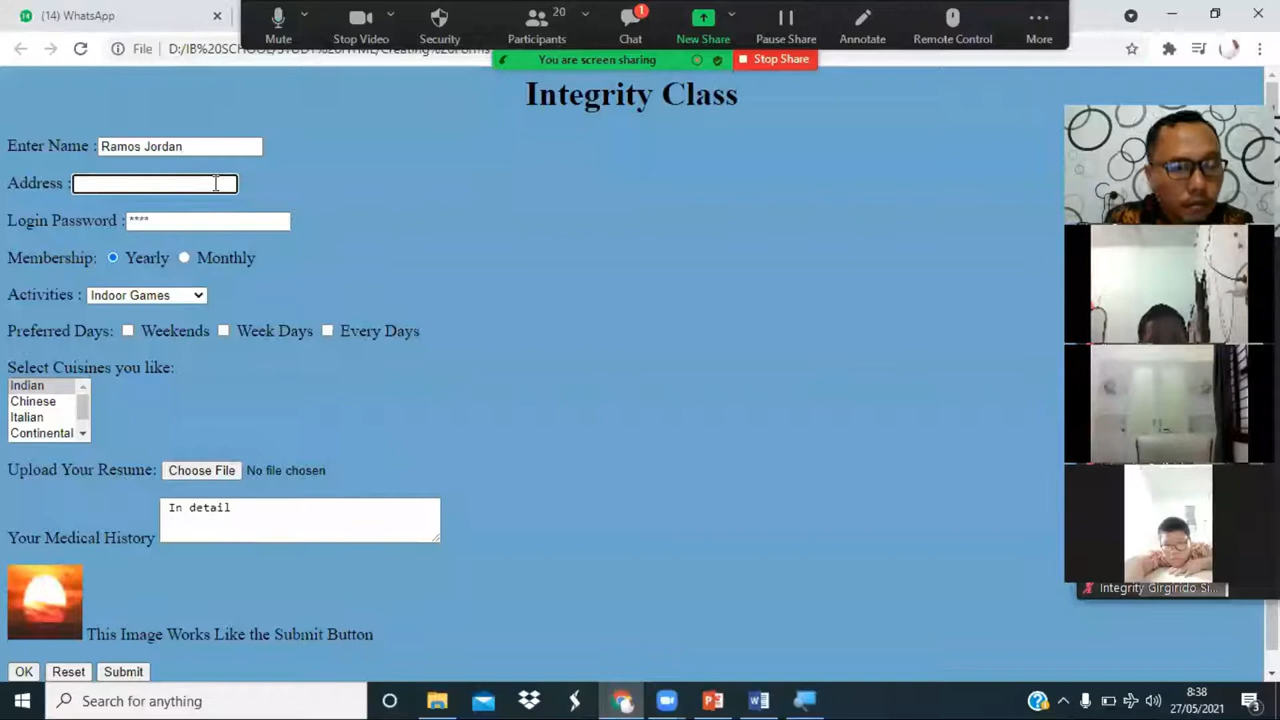 (14) WhatsApp
Mute
Stop Video
Security
20
Participants
1
Chat
New Share
Pause Share
Annotate
Remote Control
More
File
You are screen sharing
Stop Share
Integrity Class
Enter Name : Ramos Jordan
Address :
Login Password : ****
Membership: Yearly Monthly
Activities : Indoor Games
Preferred Days: Weekends Week Days Every Days
Select Cuisines you like:
Indian
Chinese
Italian
Continental
Upload Your Resume: Choose File No file chosen
In detail
Your Medical History
Integrity Girgirido Si...
This Image Works Like the Submit Button
OK Reset Submit
Search for anything
8:38
27/05/2021
3